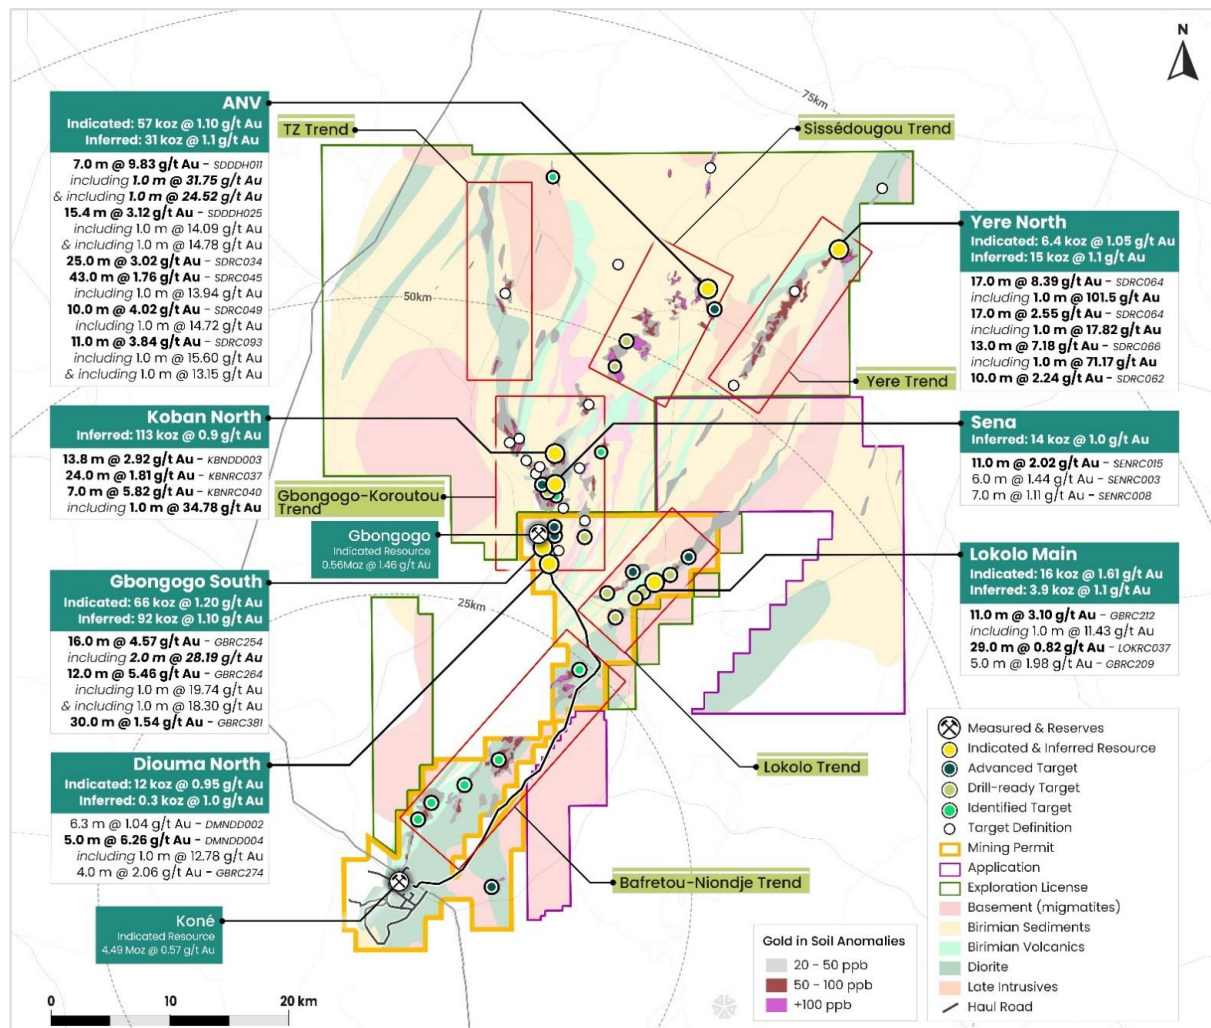 N
75km
ANV
Indicated: 57 koz @ 1.10 g/t Au
Inferred: 31 koz @ 1.1 g/t Au
7.0 m @ 9.83 g/t Au - SDDDH011
including 1.0 m @ 31.75 g/t Au
& including 1.0 m @ 24.52 g/t Au
15.4 m @ 3.12 g/t Au - SDDDH025
including 1.0 m @ 14.09 g/t Au
& including 1.0 m @ 14.78 g/t Au
25.0 m @ 3.02 g/t Au - SDRC034
43.0 m @ 1.76 g/t Au - SDRC045
including 1.0 m @ 13.94 g/t Au
10.0 m @ 4.02 g/t Au - SDRC049
including 1.0 m @ 14.72 g/t Au
11.0 m @ 3.84 g/t Au - SDRC093
including 1.0 m @ 15.60 g/t Au
& including 1.0 m @ 13.15 g/t Au
TZ Trend
Sissédougou Trend
Yere North
Indicated: 6.4 koz @ 1.05 g/t Au
Inferred: 15 koz @ 1.1 g/t Au
17.0 m @ 8.39 g/t Au - SDRC064
including 1.0 m @ 101.5 g/t Au
17.0 m @ 2.55 g/t Au - SDRC064
including 1.0 m @ 17.82 g/t Au
13.0 m @ 7.18 g/t Au - SDRC066
including 1.0 m @ 71.17 g/t Au
10.0 m @ 2.24 g/t Au - SDRC062
50km
Yere Trend
Koban North
Inferred: 113 koz @ 0.9 g/t Au
13.8 m @ 2.92 g/t Au - KBNDD003
24.0 m @ 1.81 g/t Au - KBNRC037
7.0 m @ 5.82 g/t Au - KBNRC040
including 1.0 m @ 34.78 g/t Au
Sena
Inferred: 14 koz @ 1.0 g/t Au
11.0 m @ 2.02 g/t Au - SENRC015
6.0 m @ 1.44 g/t Au - SENRC003
7.0 m @ 1.11 g/t Au - SENRC008
Gbongogo-Koroutou
Trend
Gbongogo
Indicated Resource
0.56Moz @ 1.46 g/t Au
Lokolo Main
Indicated: 16 koz @ 1.61 g/t Au
Inferred: 3.9 koz @ 1.1 g/t Au
11.0 m @ 3.10 g/t Au - GBRC212
including 1.0 m @ 11.43 g/t Au
29.0 m @ 0.82 g/t Au - LOKRC037
5.0 m @ 1.98 g/t Au - GBRC209
Gbongogo South
Indicated: 66 koz @ 1.20 g/t Au
Inferred: 92 koz @ 1.10 g/t Au
16.0 m @ 4.57 g/t Au - GBRC254
including 2.0 m @ 28.19 g/t Au
12.0 m @ 5.46 g/t Au - GBRC264
including 1.0 m @ 19.74 g/t Au
& including 1.0 m @ 18.30 g/t Au
30.0 m @ 1.54 g/t Au - GBRC381
25km
Diouma North
Indicated: 12 koz @ 0.95 g/t Au
Inferred: 0.3 koz @ 1.0 g/t Au
6.3 m @ 1.04 g/t Au - DMNDD002
5.0 m @ 6.26 g/t Au - DMNDD004
including 1.0 m @ 12.78 g/t Au
4.0 m @ 2.06 g/t Au - GBRC274
Lokolo Trend
Bafretou-Niondje Trend
Koné
Indicated Resource
4.49 Moz @ 0.57 g/t Au
Measured & Reserves
Indicated & Inferred Resource
Advanced Target
Drill-ready Target
Identified Target
Target Definition
Mining Permit
Application
Exploration License
Basement (migmatites)
Birimian Sediments
Birimian Volcanics
Diorite
Late Intrusives
Haul Road
Gold in Soil Anomalies
20 - 50 ppb
50 - 100 ppb
+100 ppb
0 10 20 km